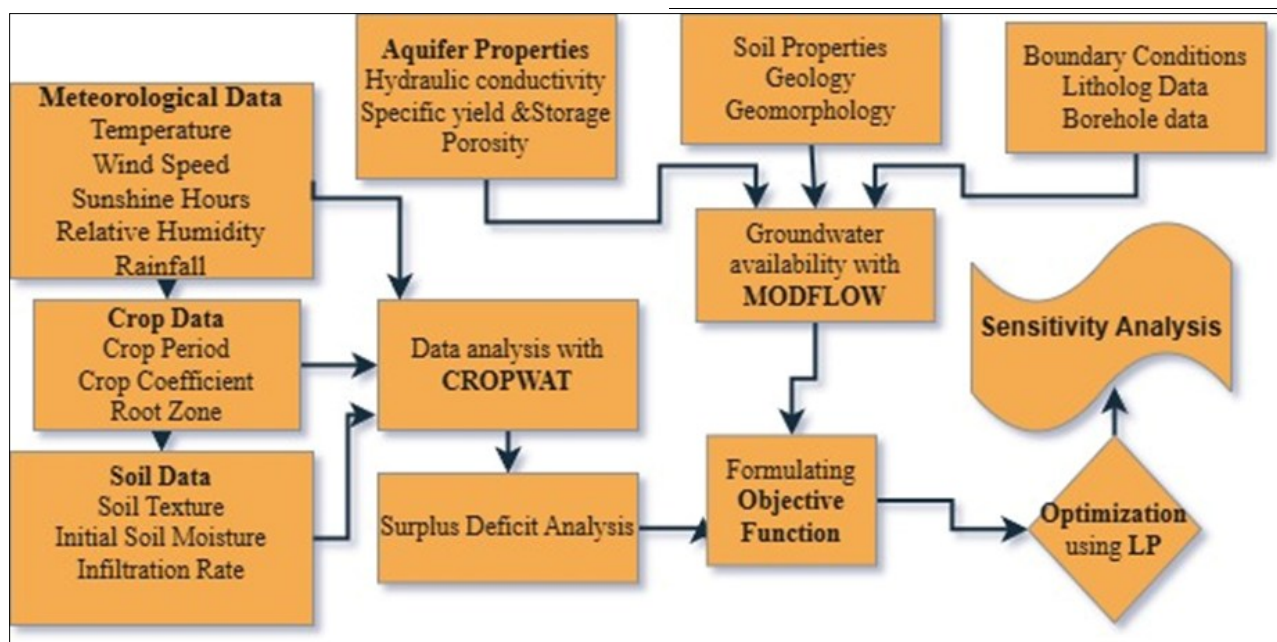 Meteorological Data
Temperature
Wind Speed
Sunshine Hours
Relative Humidity
Rainfall
Aquifer Properties
Hydraulic conductivity
Specific yield &Storage
Porosity
Soil Properties
Geology
Geomorphology
Boundary Conditions
Litholog Data
Borehole data
Crop Data
Crop Period
Crop Coefficient
Root Zone
Data analysis with
CROPWAT
Groundwater
availability with
MODFLOW
Sensitivity Analysis
Soil Data
Soil Texture
Initial Soil Moisture
Infiltration Rate
Surplus Deficit Analysis
Formulating
Objective
Function
Optimization
using LP